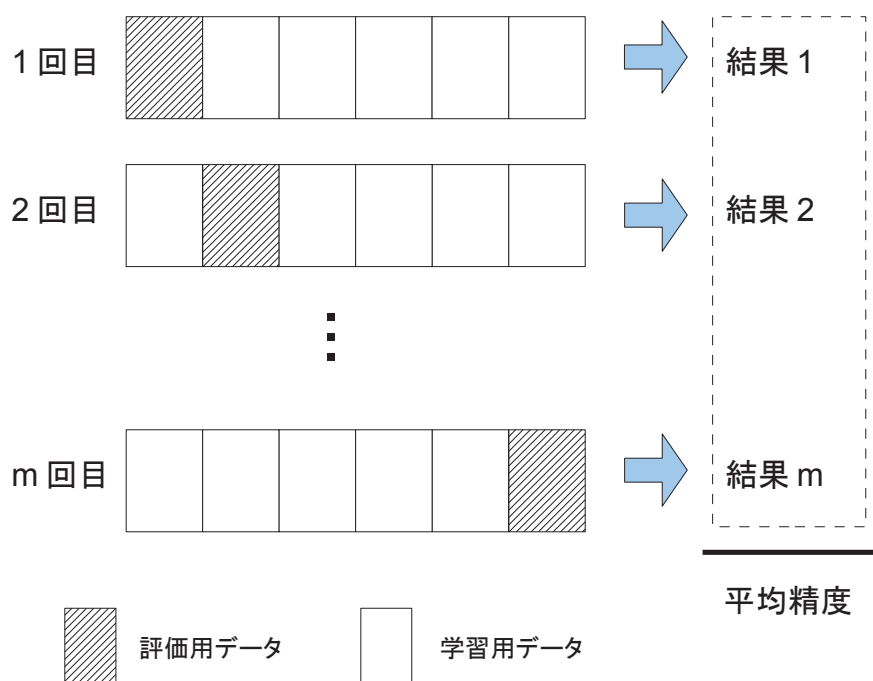 1 回目
結果 1
2 回目
結果 2
m 回目
結果 m
平均精度
評価用データ
学習用データ